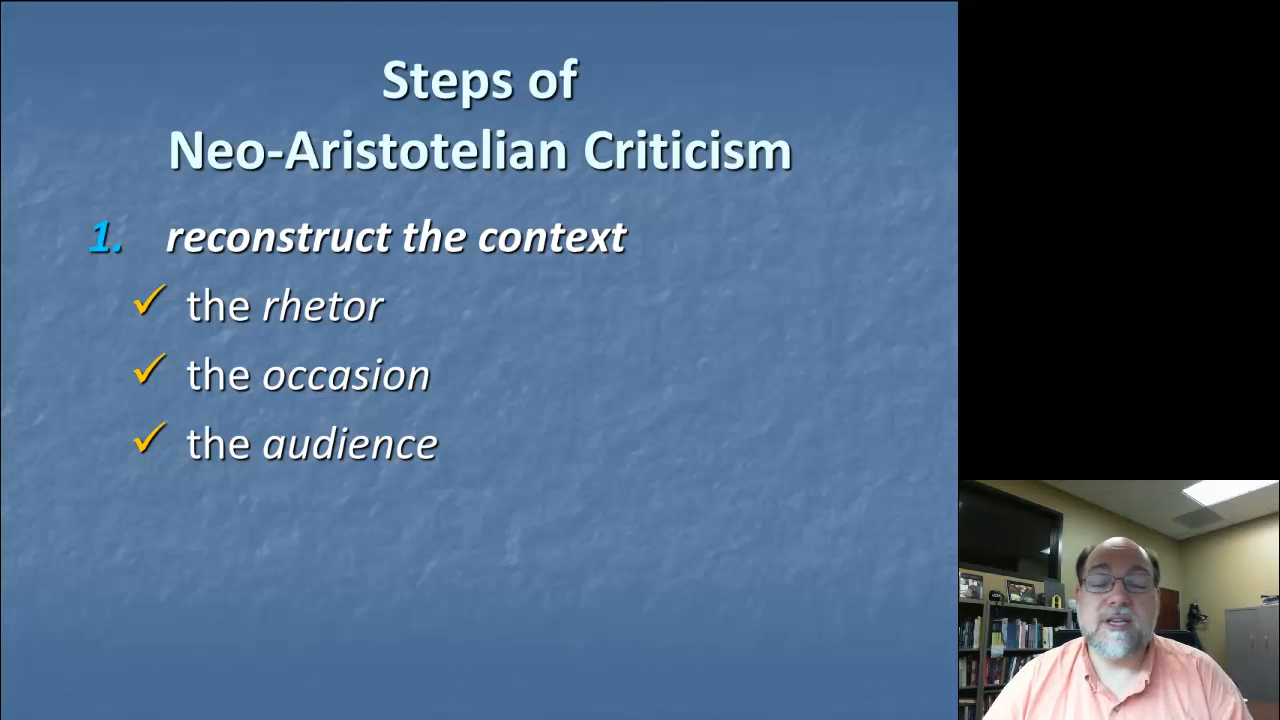 Steps of
Neo-Aristotelian Criticism
1. reconstruct the context
✓ the rhetor
✓ the occasion
✓ the audience